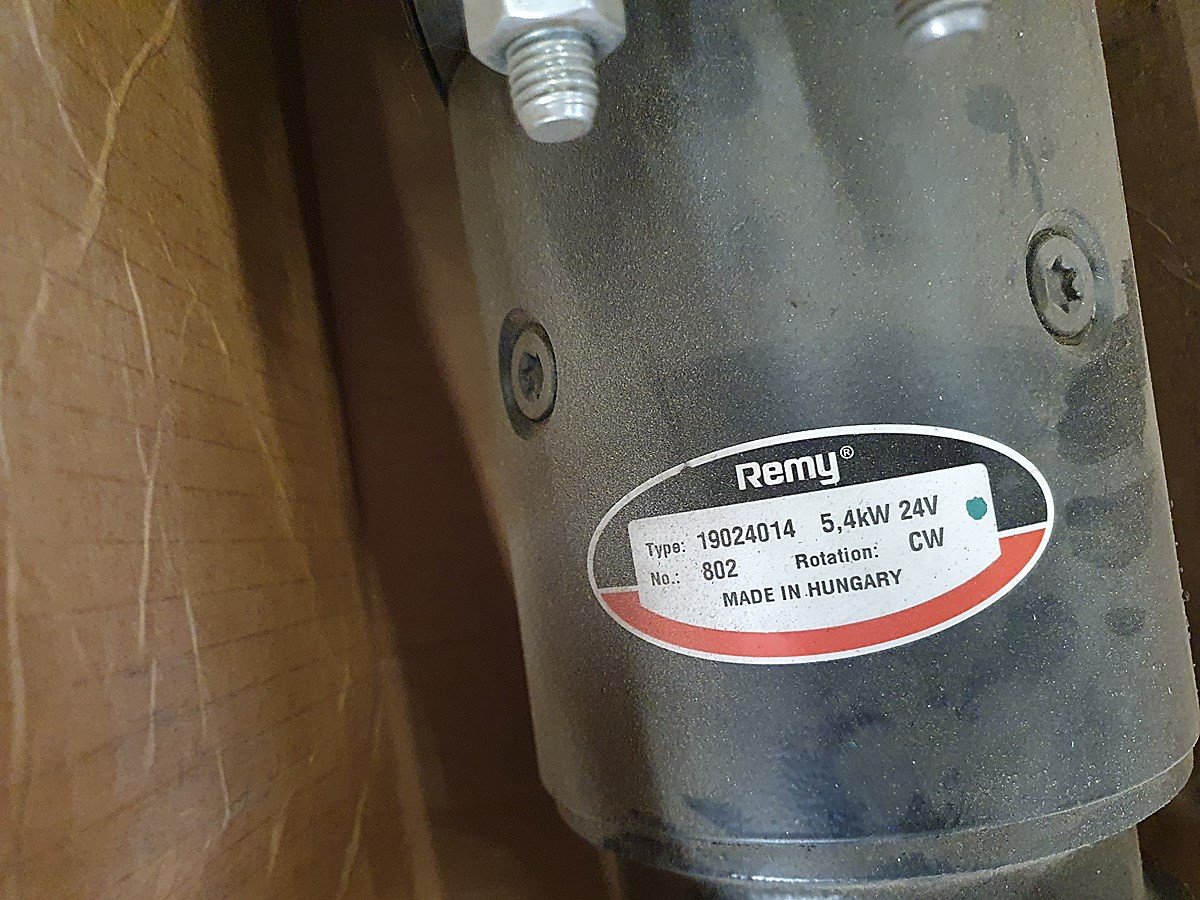 Remy®
Type: 19024014 5,4kW 24V
No.: 802 Rotation: CW
MADE IN HUNGARY